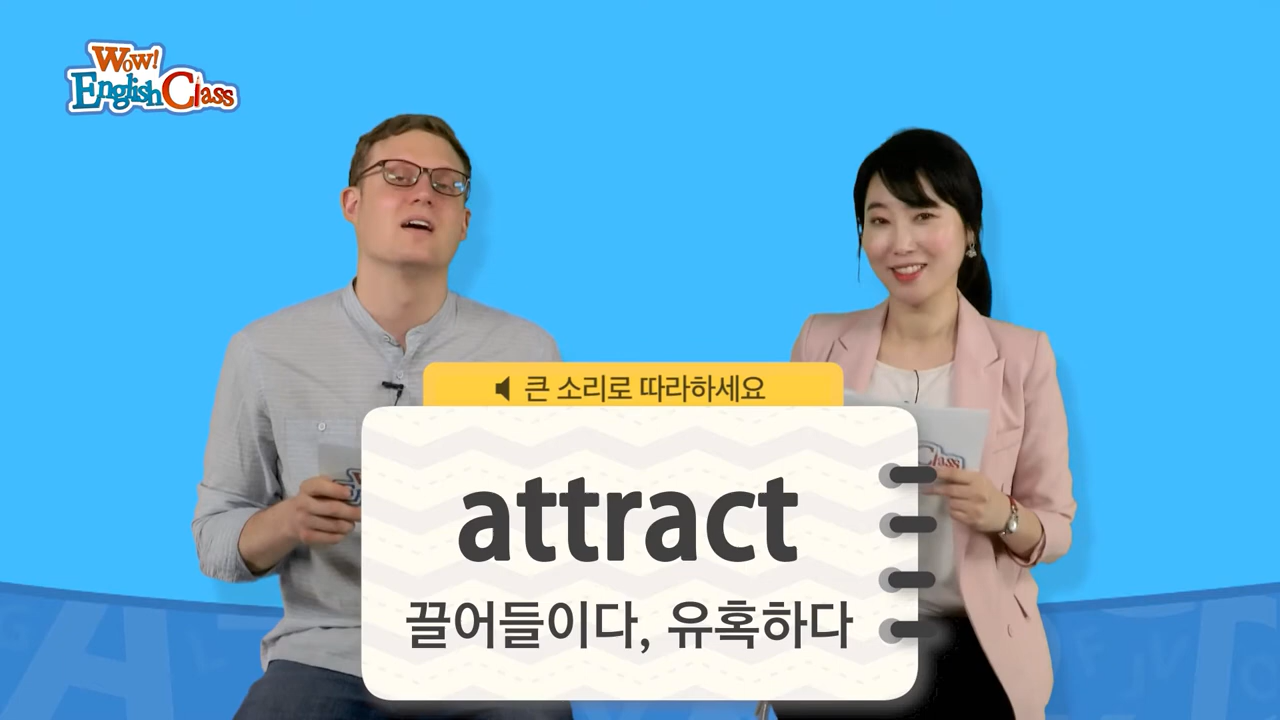 Wow!
English Class
큰 소리로 따라하세요
attract
끌어들이다, 유혹하다
Class